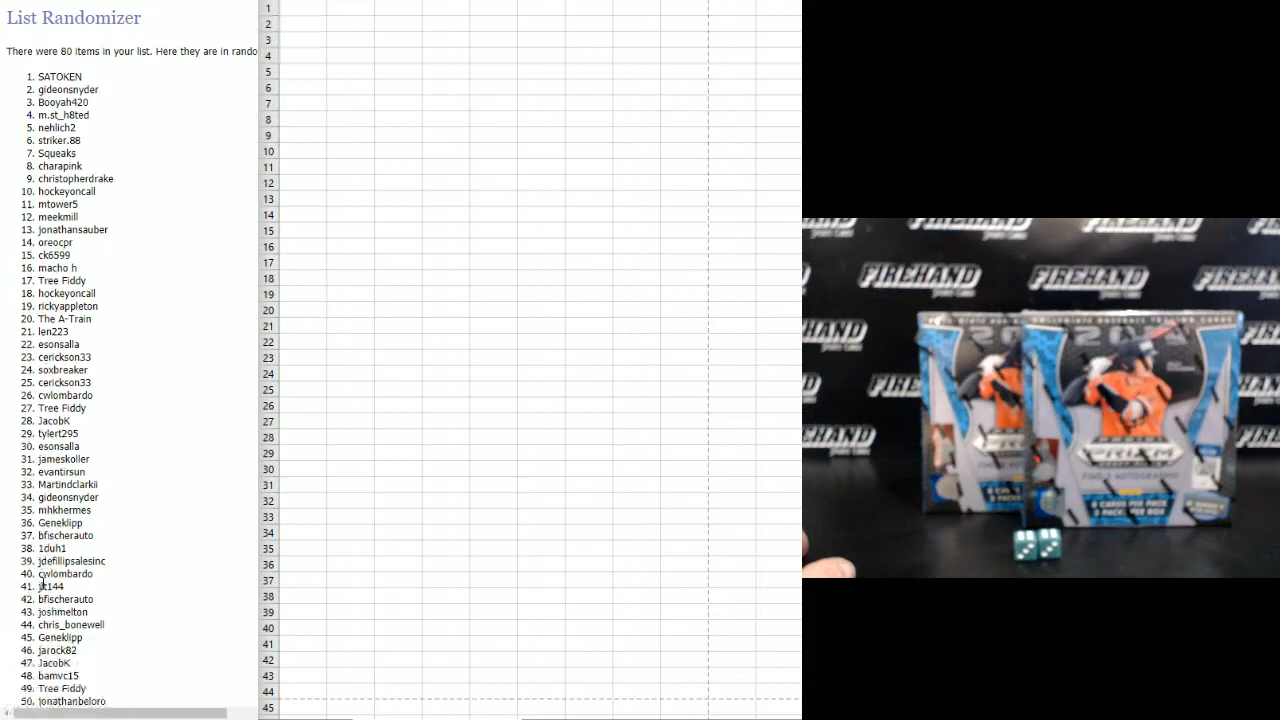 List Randomizer
There were 80 items in your list. Here they are in rando
1. SATOKEN
2. gideonsnyder
3. Booyah420
4. m.st_h8ted
5. nehlich2
6. striker.88
7. Squeaks
8. charapink
9. christopherdrake
10. hockeyoncall
11. mtower5
12. meekmill
13. jonathansauber
14. oreocpr
15. ck6599
16. macho h
17. Tree Fiddy
18. hockeyoncall
19. rickyappleton
20. The A-Train
21. len223
22. esonsalla
23. cerickson33
24. soxbreaker
25. cerickson33
26. cwlombardo
27. Tree Fiddy
28. JacobK
29. tylert295
30. esonsalla
31. jameskoller
32. evantirsun
33. Martindclarkii
34. gideonsnyder
35. mhkhermes
36. Geneklipp
37. bfischerauto
38. 1duh1
39. jdefillipsalesinc
40. cwlombardo
41.
42. bfischerauto
43. joshmelton
44. chris_bonewell
45. Geneklipp
46. jarock82
47. JacobK
48. bamvc15
49. Tree Fiddy
50. jonathanbeloro
1
2
3
4
5
6
7
8
9
10
11
12
13
14
15
16
17
18
19
20
21
22
23
24
25
26
27
28
29
30
31
32
33
34
35
36
37
38
39
40
41
42
43
44
45
FIREHAND
FIREHAND
FIREHAND
PRIZM
8 CARDS PER PACK